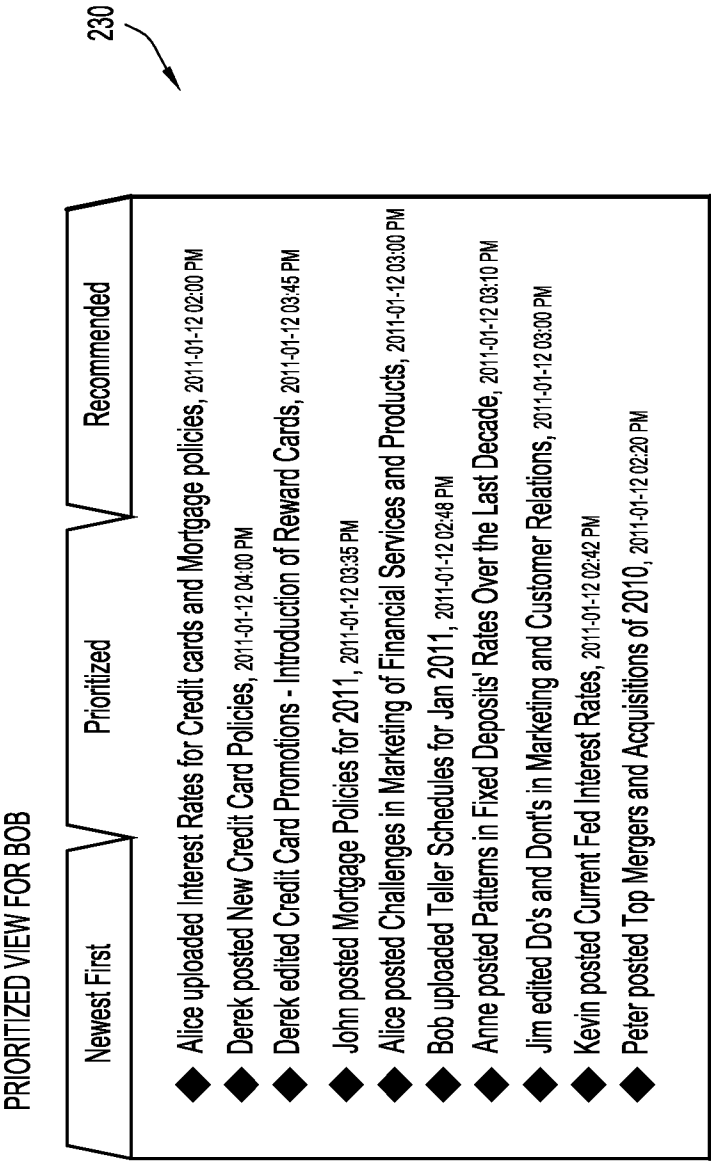 PRIORITIZED VIEW FOR BOB
230
Newest First
Prioritized
Recommended
Alice uploaded Interest Rates for Credit cards and Mortgage policies, 2011-01-12 02:00 PM
Derek posted New Credit Card Policies, 2011-01-12 04:00 PM
Derek edited Credit Card Promotions - Introduction of Reward Cards, 2011-01-12 03:45 PM
John posted Mortgage Policies for 2011, 2011-01-12 03:35 PM
Alice posted Challenges in Marketing of Financial Services and Products, 2011-01-12 03:00 PM
Bob uploaded Teller Schedules for Jan 2011, 2011-01-12 02:48 PM
Anne posted Patterns in Fixed Deposits' Rates Over the Last Decade, 2011-01-12 03:10 PM
Jim edited Do's and Dont's in Marketing and Customer Relations, 2011-01-12 03:00 PM
Kevin posted Current Fed Interest Rates, 2011-01-12 02:42 PM
Peter posted Top Mergers and Acquisitions of 2010, 2011-01-12 02:20 PM